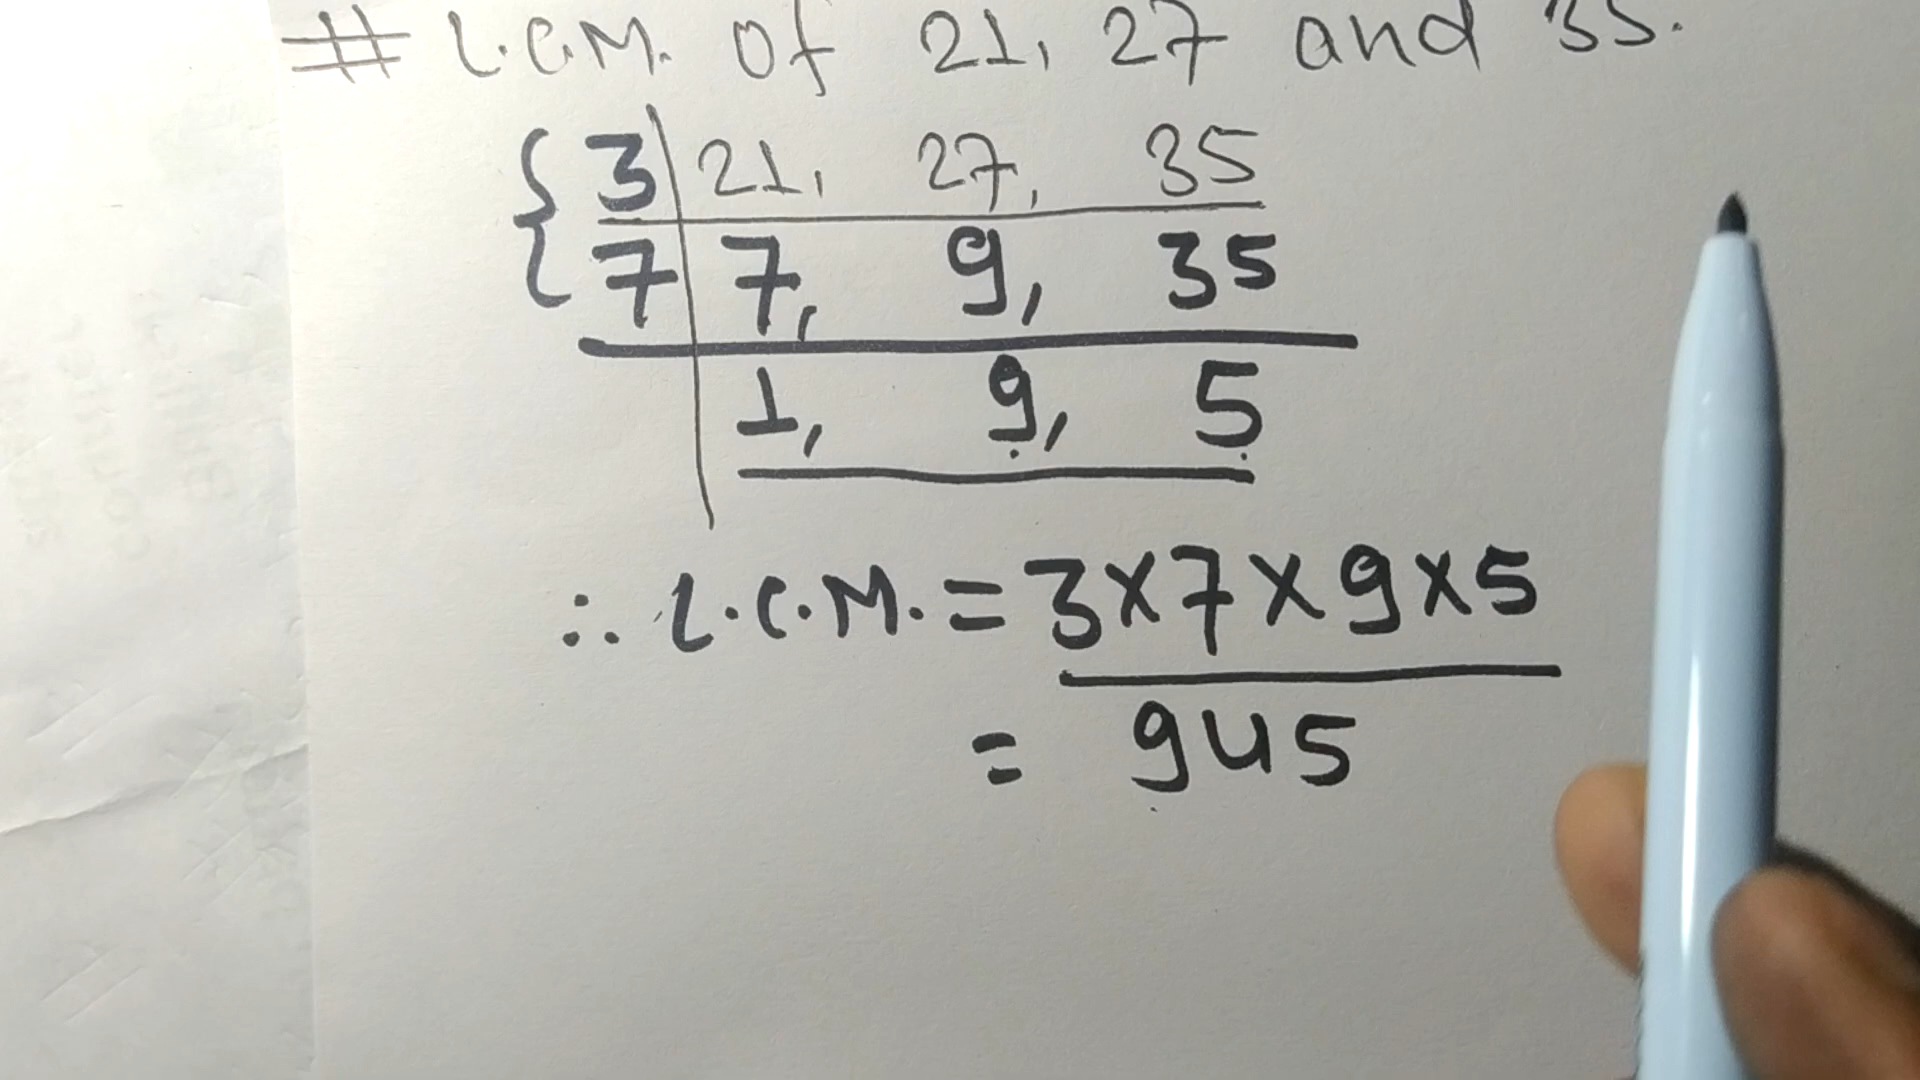 # L.C.M. of 21, 27 and 35.
3 21, 27, 35
7 7, 9, 35
1, 9, 5
∴ L.C.M. = 3×7×9×5
= 945